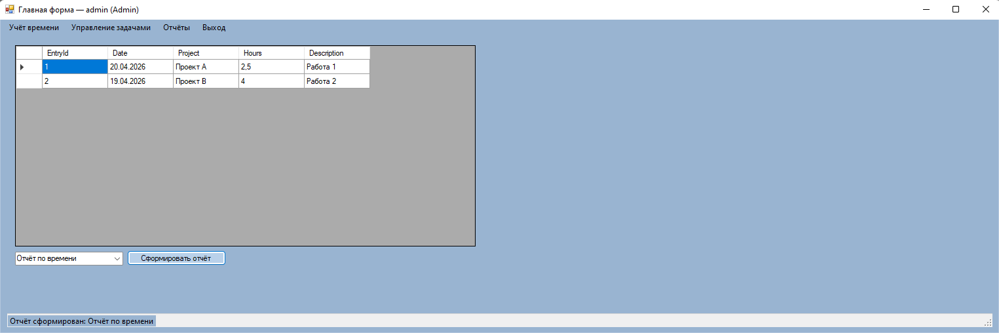 Главная форма — admin (Admin)
Учёт времени Управление задачами Отчёты Выход
EntryId Date Project Hours Description
1 20.04.2026 Проект А 2,5 Работа 1
2 19.04.2026 Проект В 4 Работа 2
Отчёт по времени Сформировать отчёт
Отчёт сформирован: Отчёт по времени